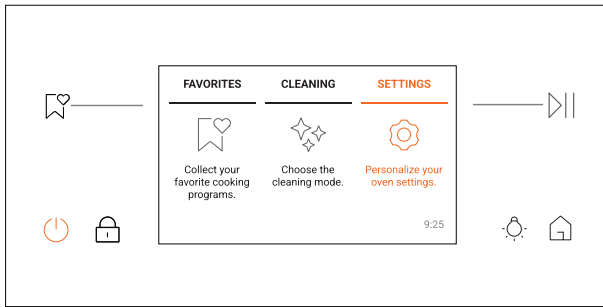 FAVORITES CLEANING SETTINGS
Collect your
favorite cooking
programs.
Choose the
cleaning mode.
Personalize your
oven settings.
9:25